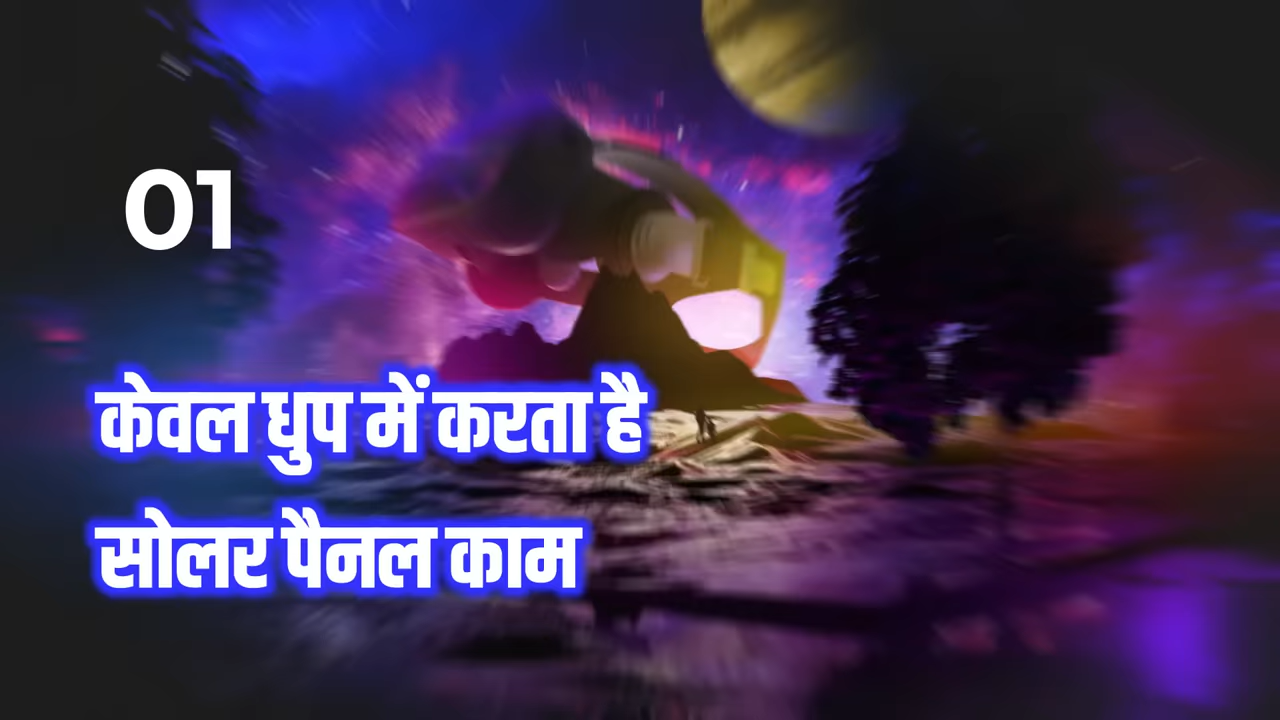 01
केवल धुप में करता है
सोलर पैनल काम